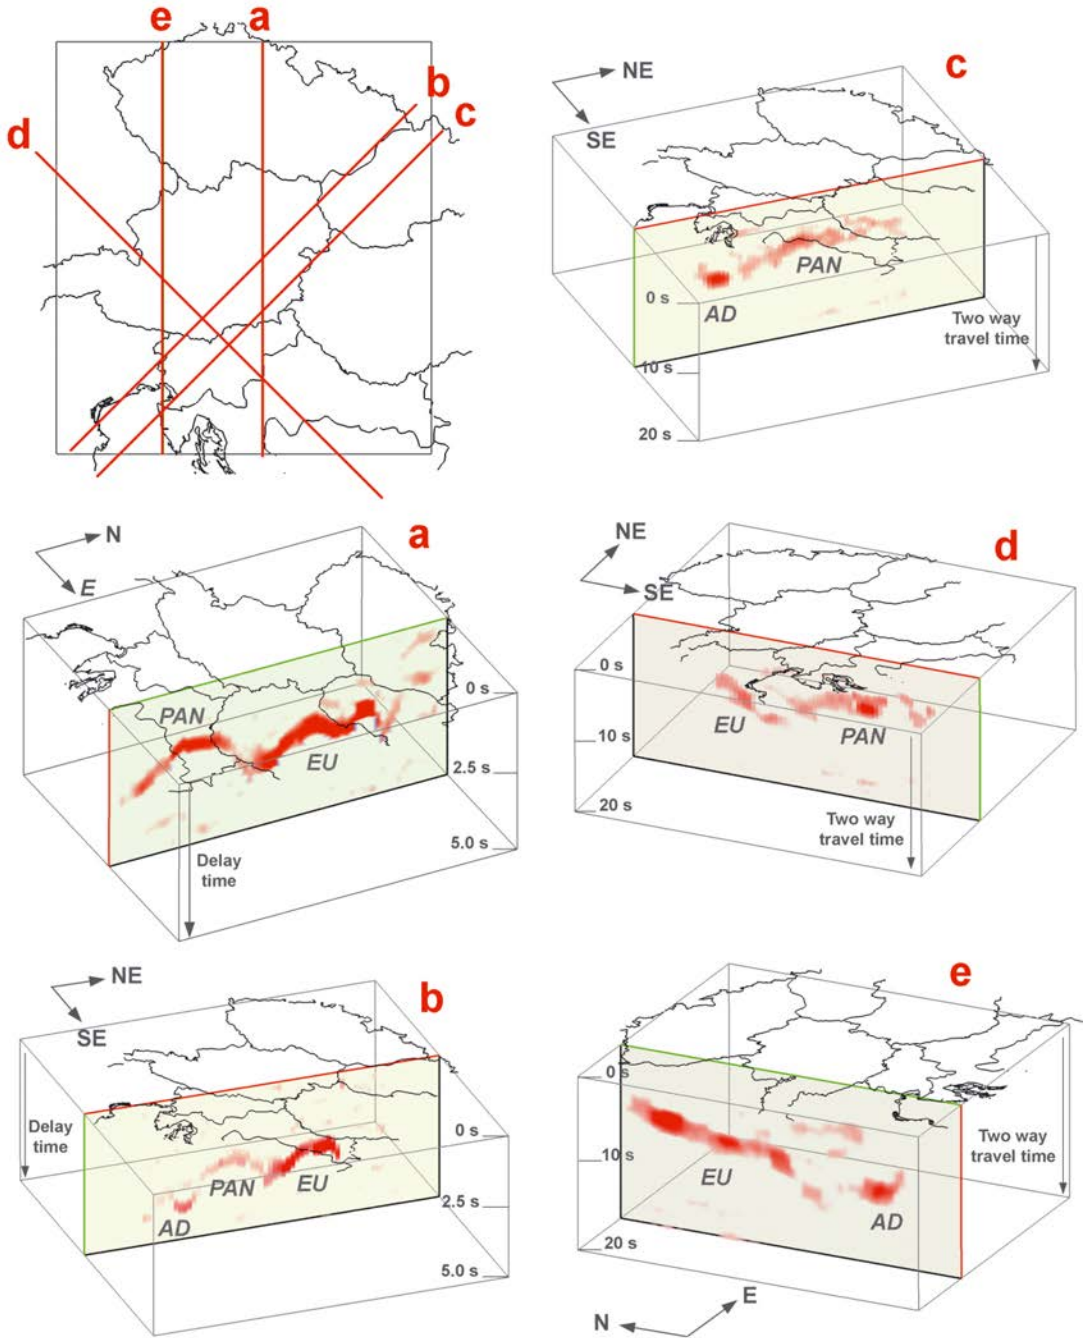 e
a
b
c
d
c
NE
SE
PAN
AD
0 s
10 s
20 s
Two way
travel time
a
N
E
PAN
EU
0 s
2.5 s
5.0 s
Delay
time
d
NE
SE
0 s
10 s
20 s
EU
PAN
Two way
travel time
b
NE
SE
Delay
time
PAN
EU
AD
0 s
2.5 s
5.0 s
e
0 s
10 s
20 s
EU
AD
Two way
travel time
N
E